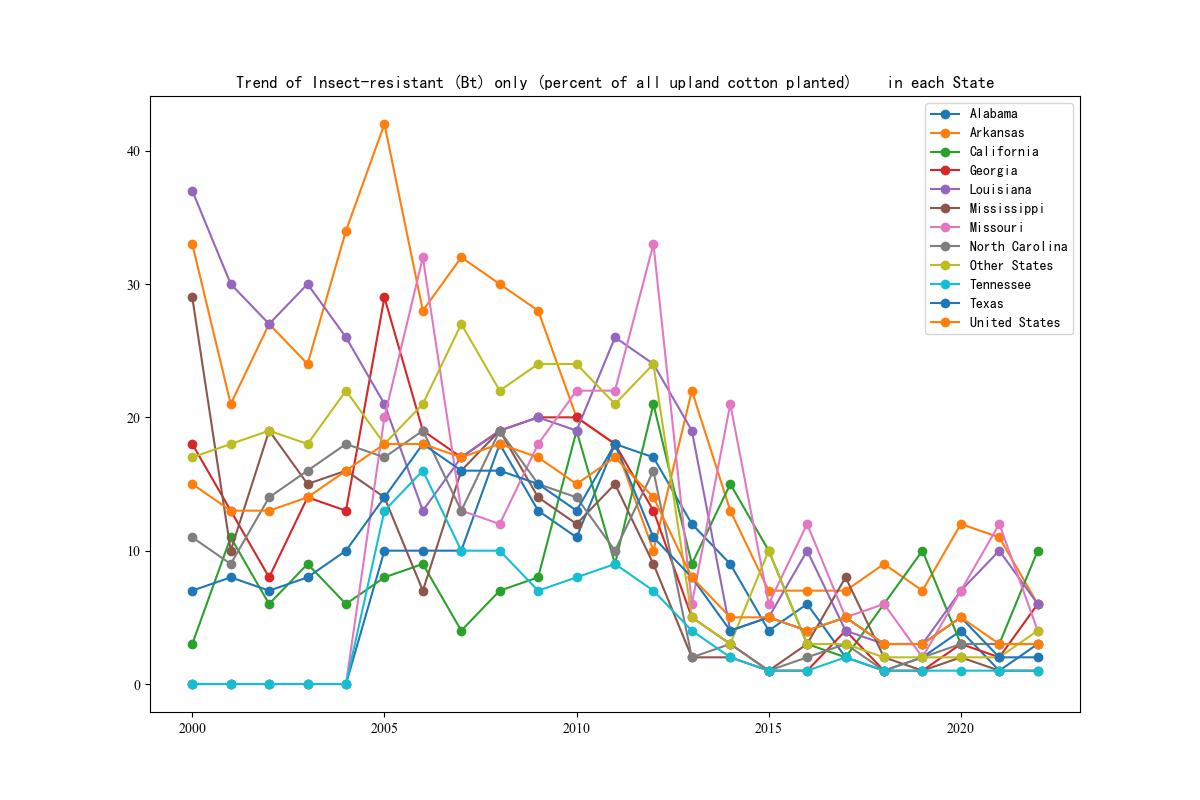 Trend of Insect-resistant (Bt) only (percent of all upland cotton planted)    in each State
Alabama
Arkansas
California
Georgia
Louisiana
Mississippi
Missouri
North Carolina
Other States
Tennessee
Texas
United States
40
30
20
10
0
2000
2005
2010
2015
2020